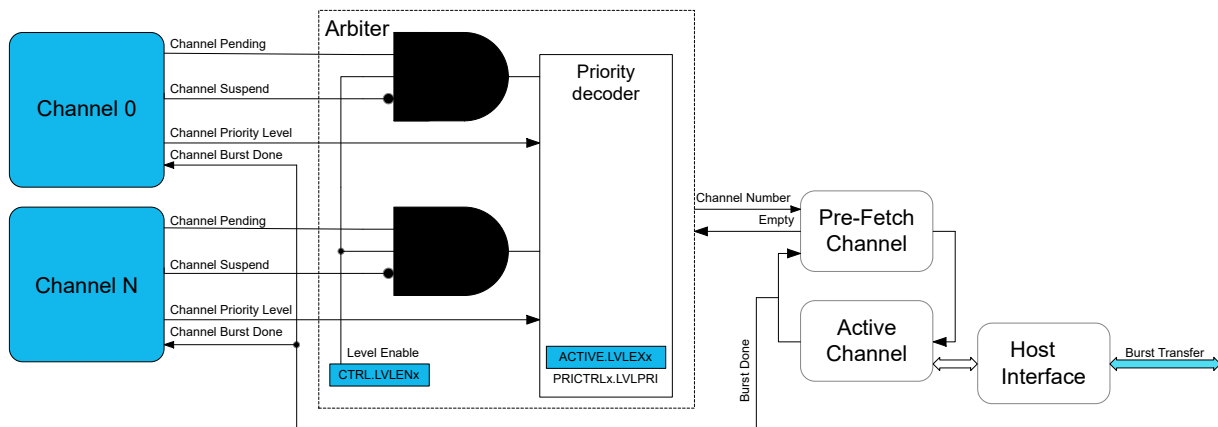 Arbiter
Channel 0
Channel Pending
Channel Suspend
Channel Priority Level
Channel Burst Done
Channel N
Channel Pending
Channel Suspend
Channel Priority Level
Channel Burst Done
Level Enable
CTRL.LVLENx
Priority
decoder
ACTIVE.LVLEXx
PRICTRLx.LVLPRI
Channel Number
Empty
Pre-Fetch
Channel
Active
Channel
Burst Done
Host
Interface
Burst Transfer